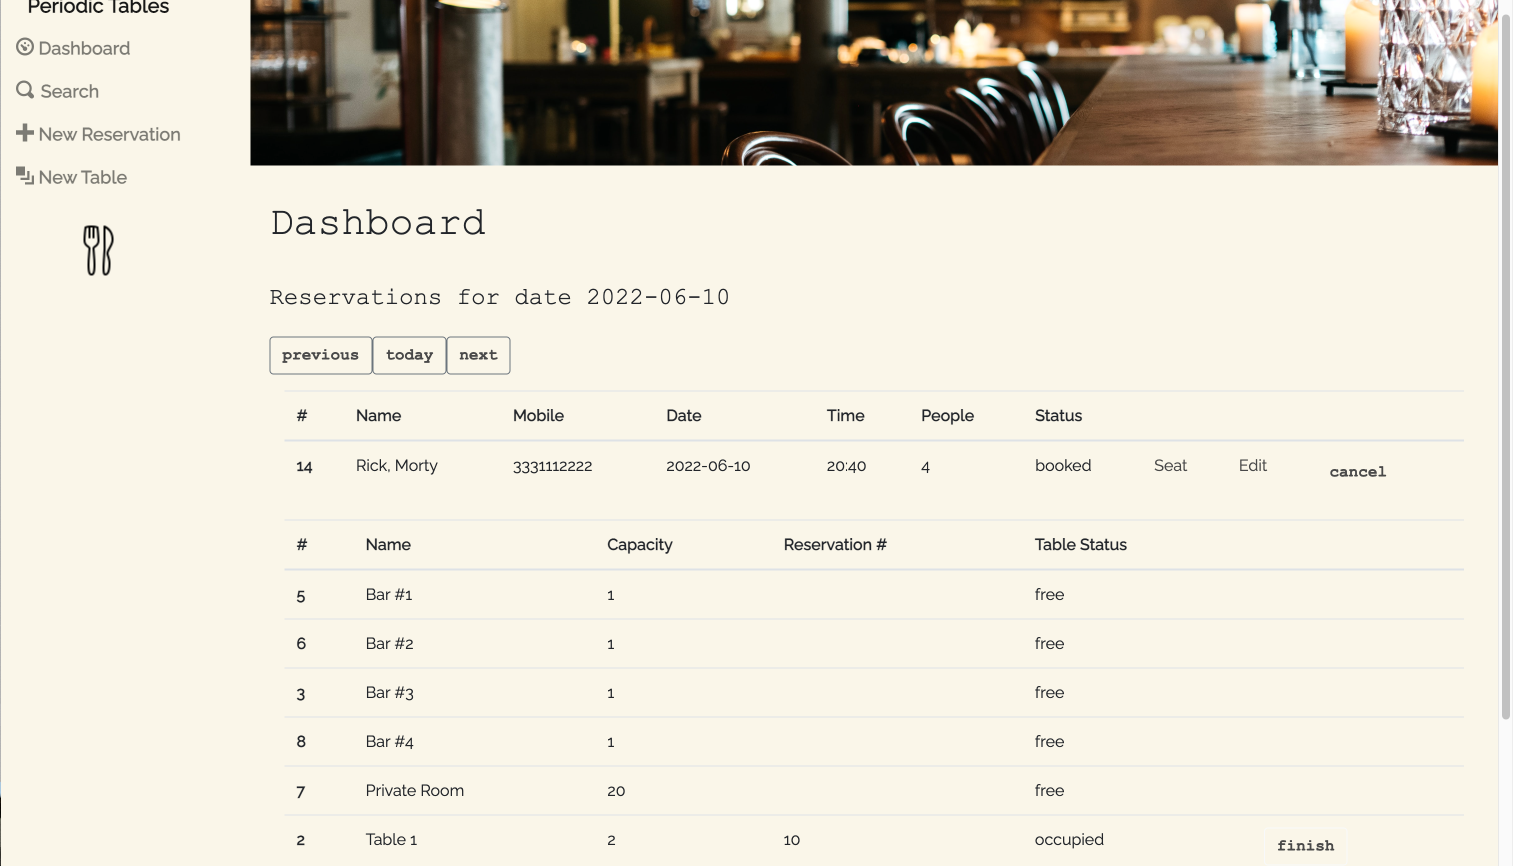 Periodic Tables
Dashboard
Search
New Reservation
New Table
Dashboard
Reservations for date 2022-06-10
previous today next
# Name Mobile Date Time People Status
14 Rick, Morty 3331112222 2022-06-10 20:40 4 booked Seat Edit cancel
# Name Capacity Reservation # Table Status
5 Bar #1 1 free
6 Bar #2 1 free
3 Bar #3 1 free
8 Bar #4 1 free
7 Private Room 20 free
2 Table 1 2 10 occupied finish